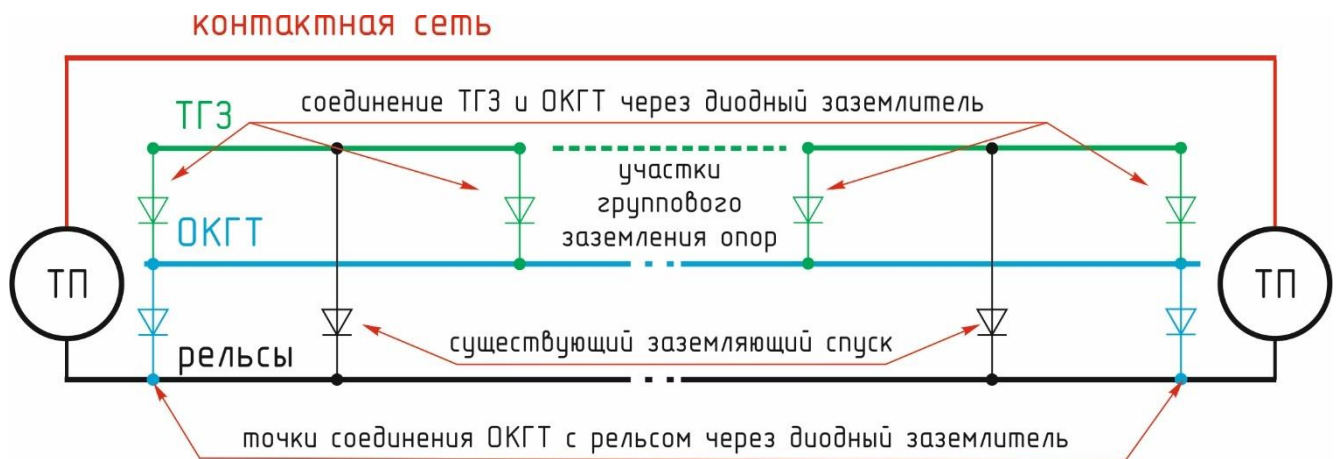 контактная сеть
соединение ТГЗ и ОКГТ через диодный заземлитель
ТГЗ
участки
группового
заземления опор
ОКГТ
ТП
ТП
существующий заземляющий спуск
рельсы
точки соединения ОКГТ с рельсом через диодный заземлитель